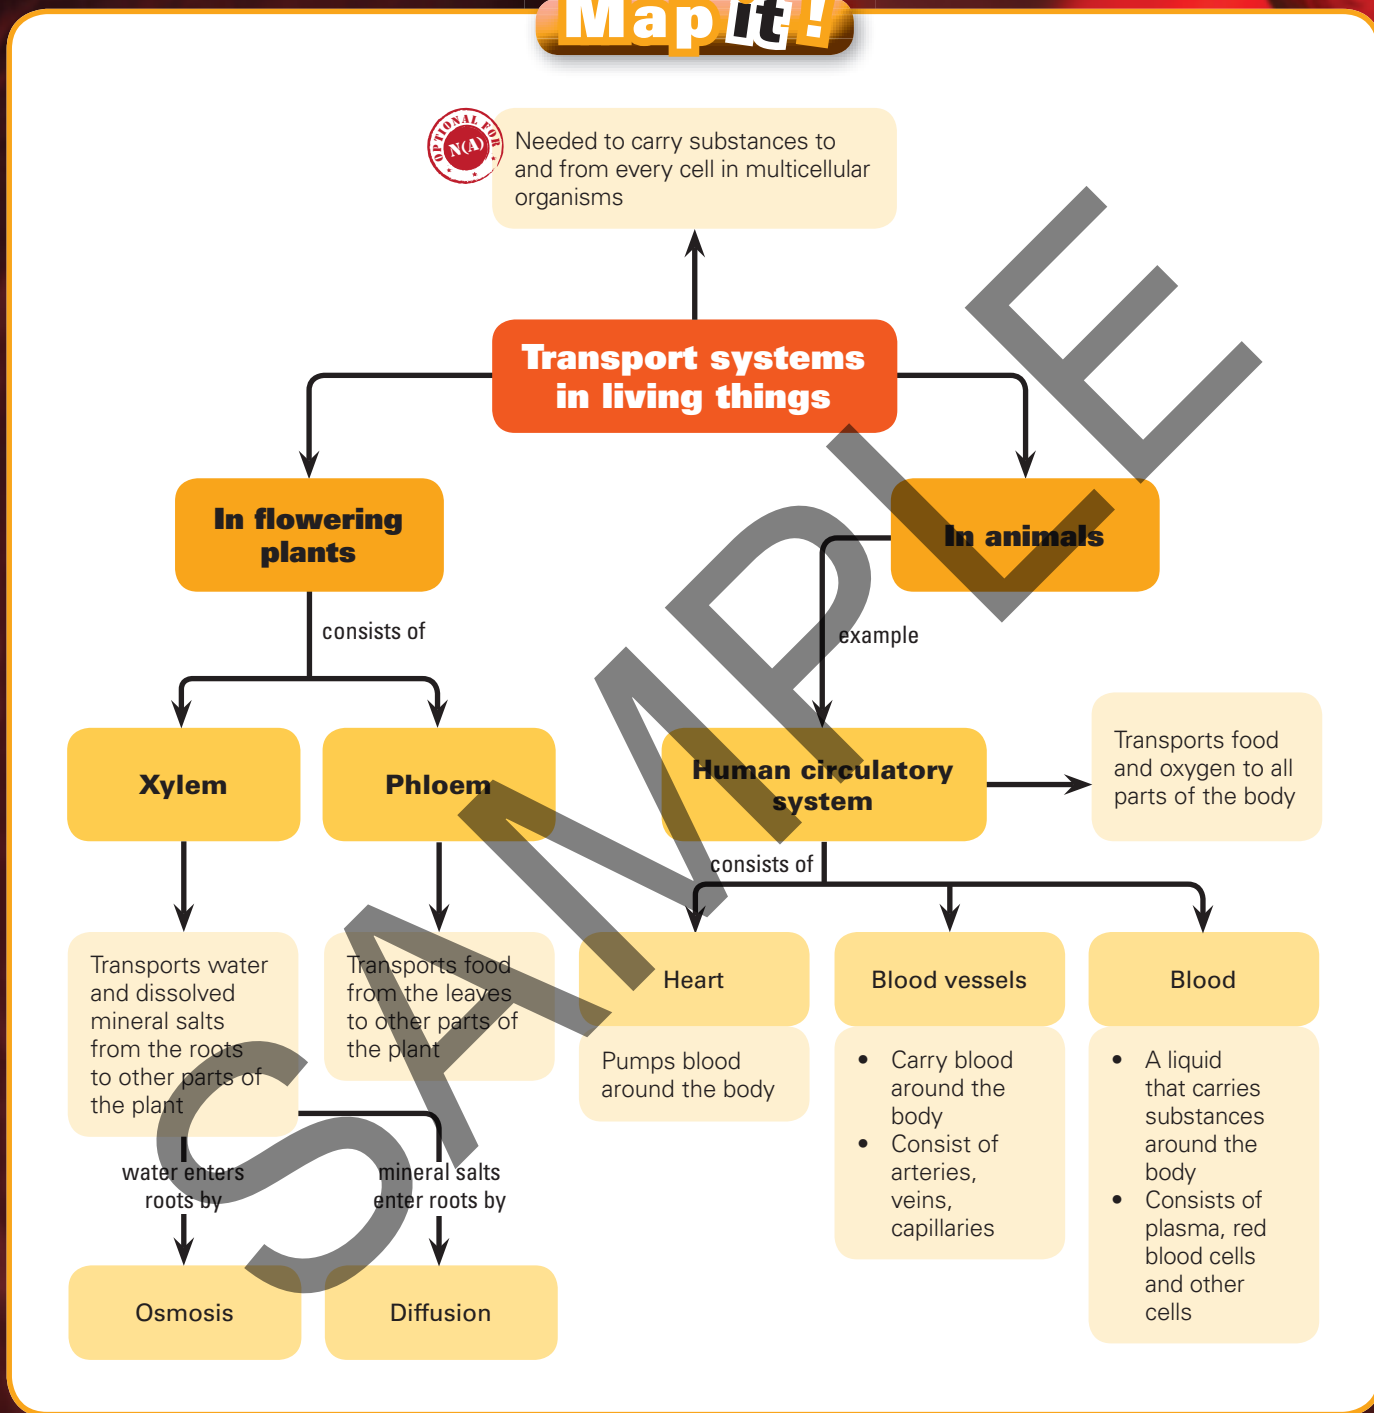 Map it!
OPTIONAL FOR
N(A)
Needed to carry substances to
and from every cell in multicellular
organisms
Transport systems
in living things
In flowering
plants
In animals
consists of
example
Xylem
Phloem
Human circulatory
system
Transports food
and oxygen to all
parts of the body
consists of
Transports water
and dissolved
mineral salts
from the roots
to other parts of
the plant
Transports food
from the leaves
to other parts of
the plant
Heart
Pumps blood
around the body
Blood vessels
• Carry blood
around the
body
• Consist of
arteries,
veins,
capillaries
Blood
• A liquid
that carries
substances
around the
body
• Consists of
plasma, red
blood cells
and other
cells
water enters
roots by
mineral salts
enter roots by
Osmosis
Diffusion
SAMPLE